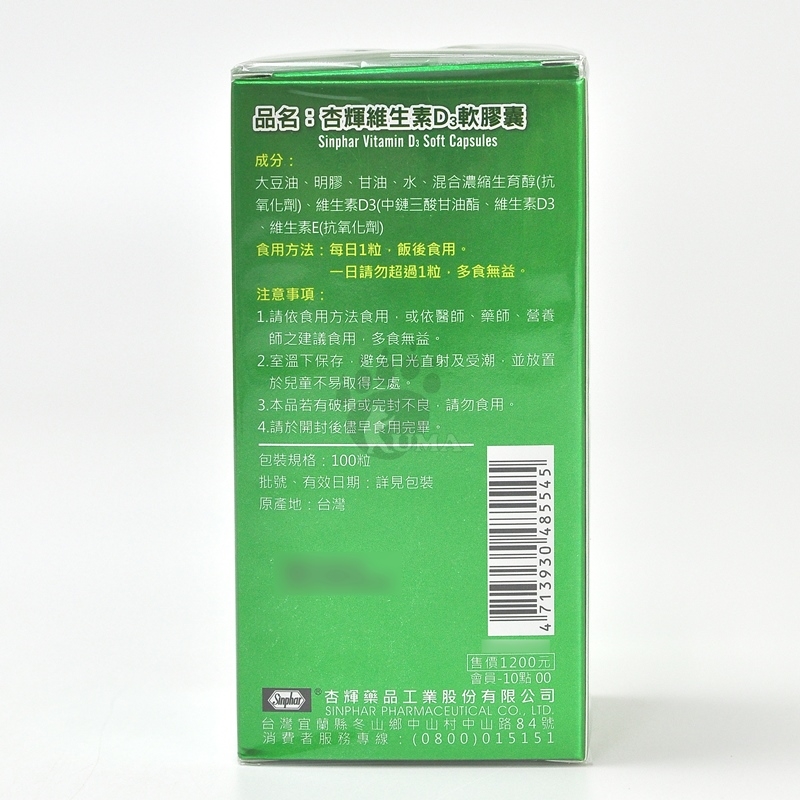 品名：杏輝維生素D₃軟膠囊
Sinphar Vitamin D₃ Soft Capsules
成分：
大豆油、明膠、甘油、水、混合濃縮生育醇(抗
氧化劑)、維生素D3(中鏈三酸甘油酯、維生素D3
、維生素E(抗氧化劑)
食用方法：每日1粒，飯後食用。
一日請勿超過1粒，多食無益。
注意事項：
1.請依食用方法食用，或依醫師、藥師、營養
師之建議食用，多食無益。
2.室溫下保存，避免日光直射及受潮，並放置
於兒童不易取得之處。
3.本品若有破損或完封不良，請勿食用。
4.請於開封後儘早食用完畢。
KUMA
包裝規格：100粒
批號、有效日期：詳見包裝
原產地：台灣
4 713930 485545
售價1200元
會員-10點00
Sinphar ®杏輝藥品工業股份有限公司
SINPHAR PHARMACEUTICAL CO., LTD.
台灣宜蘭縣冬山鄉中山村中山路84號
消費者服務專線：(0800)015151